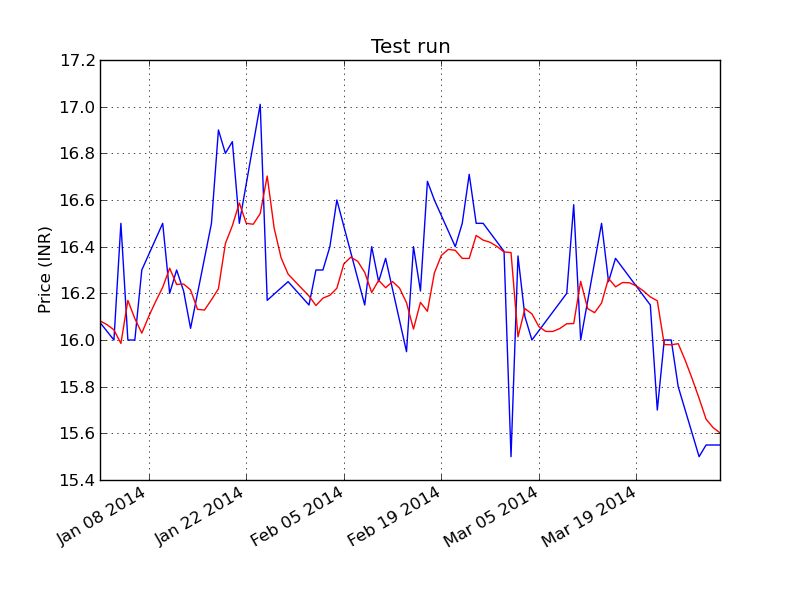 Test run
17.2
17.0
16.8
16.6
16.4
16.2
16.0
15.8
15.6
15.4
Price (INR)
Jan 08 2014
Jan 22 2014
Feb 05 2014
Feb 19 2014
Mar 05 2014
Mar 19 2014